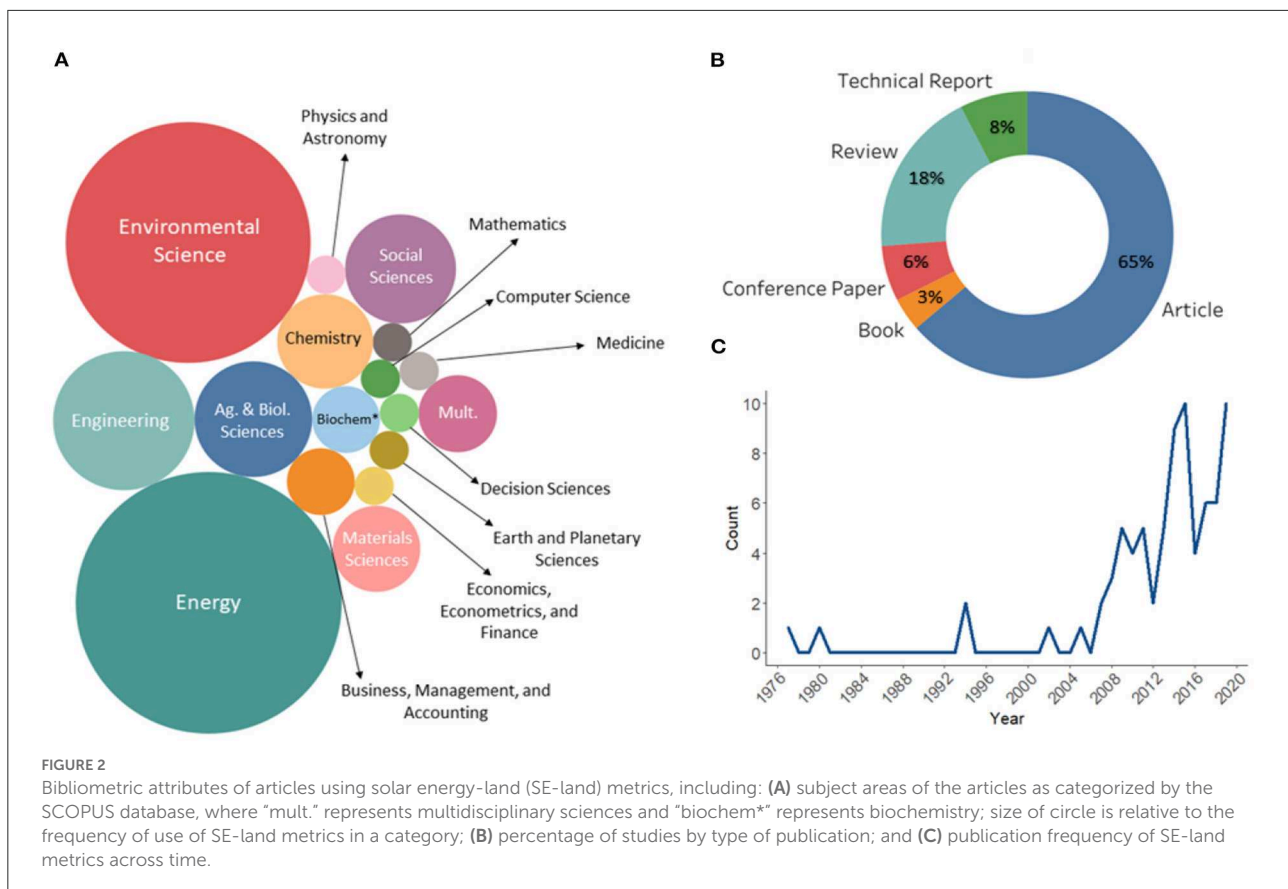 A
Physics and
Astronomy
Environmental
Science
Social
Sciences
Mathematics
Computer Science
Chemistry
Medicine
Engineering
Ag. & Biol.
Sciences
Biochem*
Mult.
Decision Sciences
Earth and Planetary
Sciences
Materials
Sciences
Economics,
Econometrics, and
Finance
Energy
Business, Management, and
Accounting
B
Technical Report
8%
Review
18%
Conference Paper
6%
Book
3%
65%
Article
C
Count
10
8
6
4
2
0
1976
1980
1984
1988
1992
1996
2000
2004
2008
2012
2016
2020
Year
FIGURE 2
Bibliometric attributes of articles using solar energy-land (SE-land) metrics, including: (A) subject areas of the articles as categorized by the
SCOPUS database, where “mult.” represents multidisciplinary sciences and “biochem*” represents biochemistry; size of circle is relative to the
frequency of use of SE-land metrics in a category; (B) percentage of studies by type of publication; and (C) publication frequency of SE-land
metrics across time.